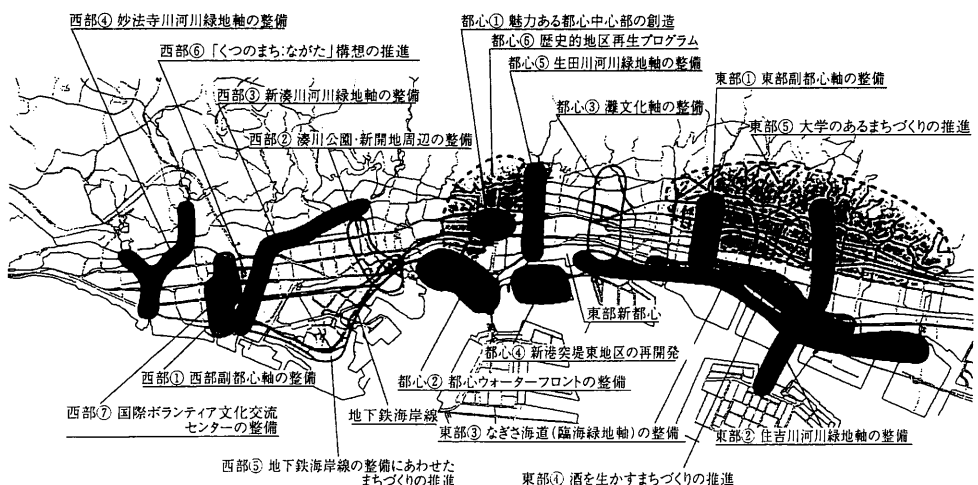 西部④ 妙法寺川河川緑地軸の整備
西部⑥「くつのまち:ながた」構想の推進
西部③ 新湊川河川緑地軸の整備
西部② 湊川公園・新開地周辺の整備
都心① 魅力ある都心中心部の創造
都心⑥ 歴史的地区再生プログラム
都心⑤ 生田川河川緑地軸の整備
都心③ 灘文化軸の整備
東部① 東部副都心軸の整備
東部⑤ 大学のあるまちづくりの推進
東部新都心
都心④ 新港突堤東地区の再開発
西部① 西部副都心軸の整備
都心② 都心ウォーターフロントの整備
西部⑦ 国際ボランティア文化交流
センターの整備
地下鉄海岸線
東部③ なぎさ海道(臨海緑地軸)の整備
東部② 住吉川河川緑地軸の整備
西部⑤ 地下鉄海岸線の整備にあわせた
まちづくりの推進
東部④ 酒を生かすまちづくりの推進